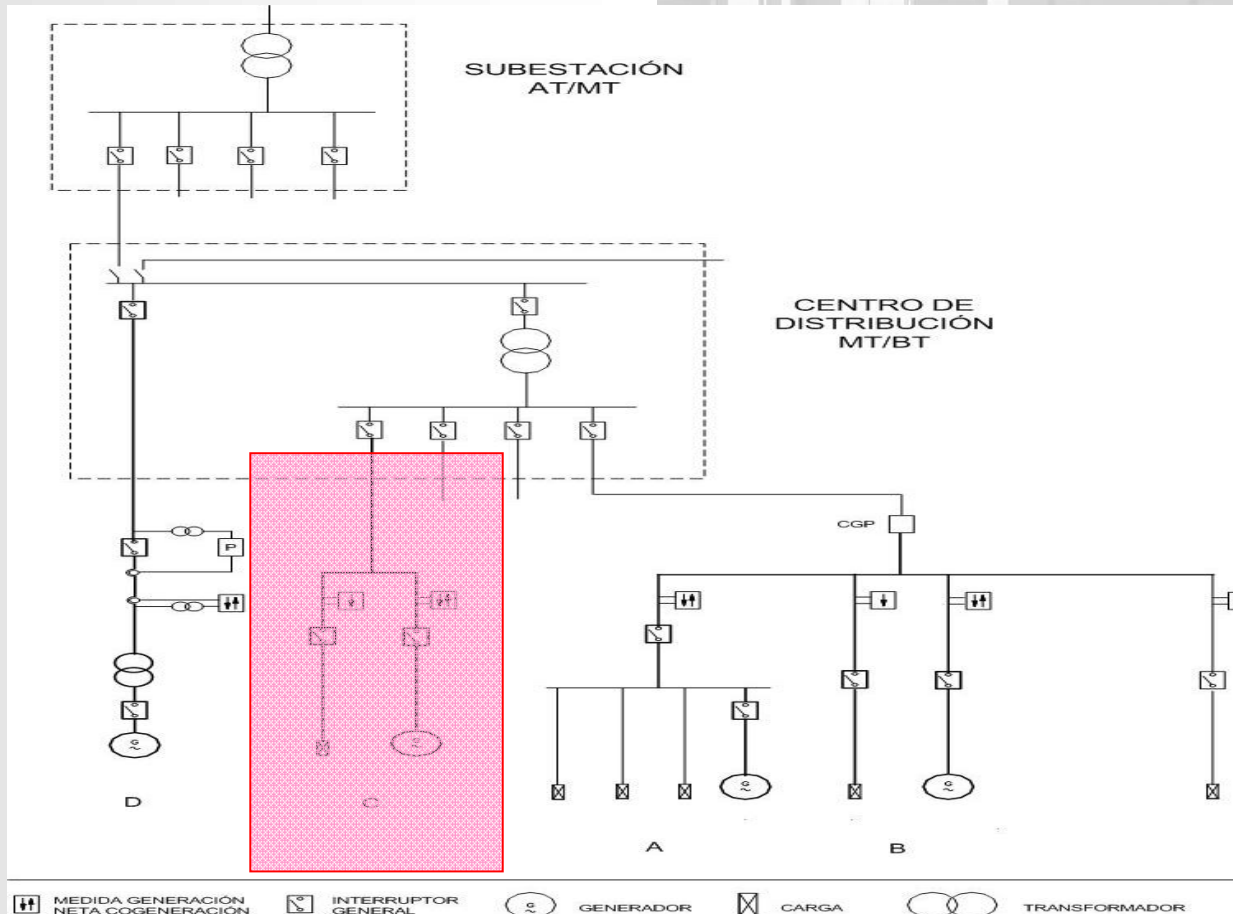 SUBESTACIÓN
AT/MT
CENTRO DE
DISTRIBUCIÓN
MT/BT
CGP
P
G
G
G
G
D
C
A
B
MEDIDA GENERACIÓN
NETA COGENERACIÓN
INTERRUPTOR
GENERAL
G
GENERADOR
CARGA
TRANSFORMADOR